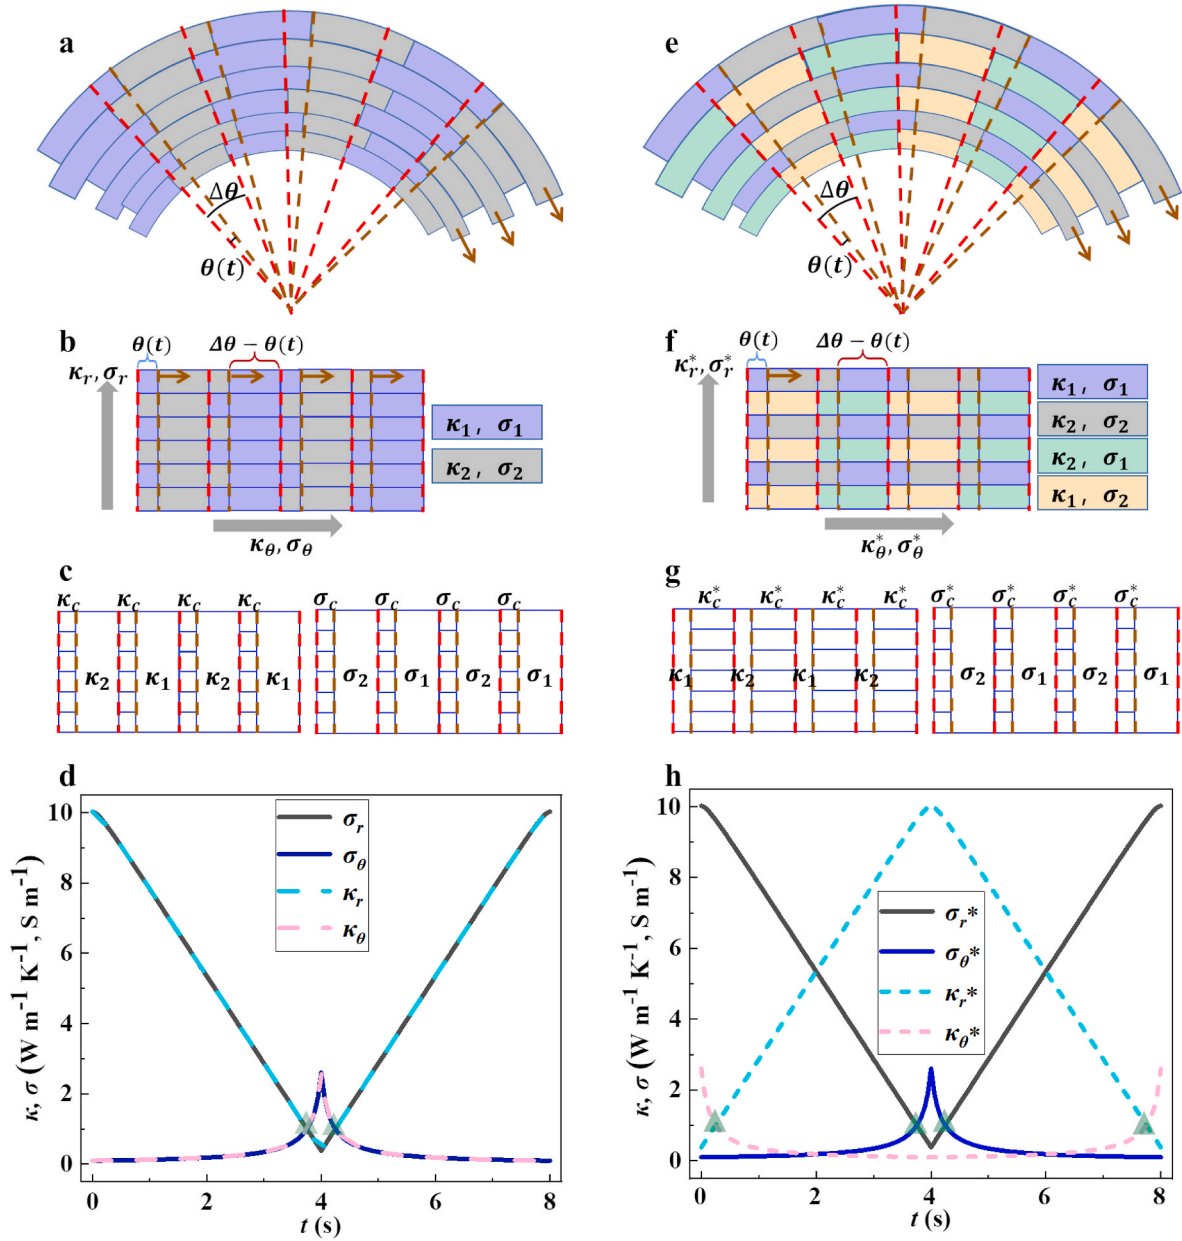 a
Δθ
θ(t)
b
θ(t)
Δθ − θ(t)
κr, σr
κ1, σ1
κ2, σ2
κθ, σθ
c
κc κc κc κc σc σc σc σc
κ2 κ1 κ2 κ1 σ2 σ1 σ2 σ1
d
κ, σ (W m⁻¹ K⁻¹, S m⁻¹)
10
8
6
4
2
0
σr
σθ
κr
κθ
0 2 4 6 8
t (s)
e
Δθ
θ(t)
f
θ(t)
Δθ − θ(t)
κr*, σr*
κ1, σ1
κ2, σ2
κ2, σ1
κ1, σ2
κθ*, σθ*
g
κc* κc* κc* κc* σc* σc* σc* σc*
κ1 κ2 κ1 κ2 σ2 σ1 σ2 σ1
h
κ, σ (W m⁻¹ K⁻¹, S m⁻¹)
10
8
6
4
2
0
σr*
σθ*
κr*
κθ*
0 2 4 6 8
t (s)